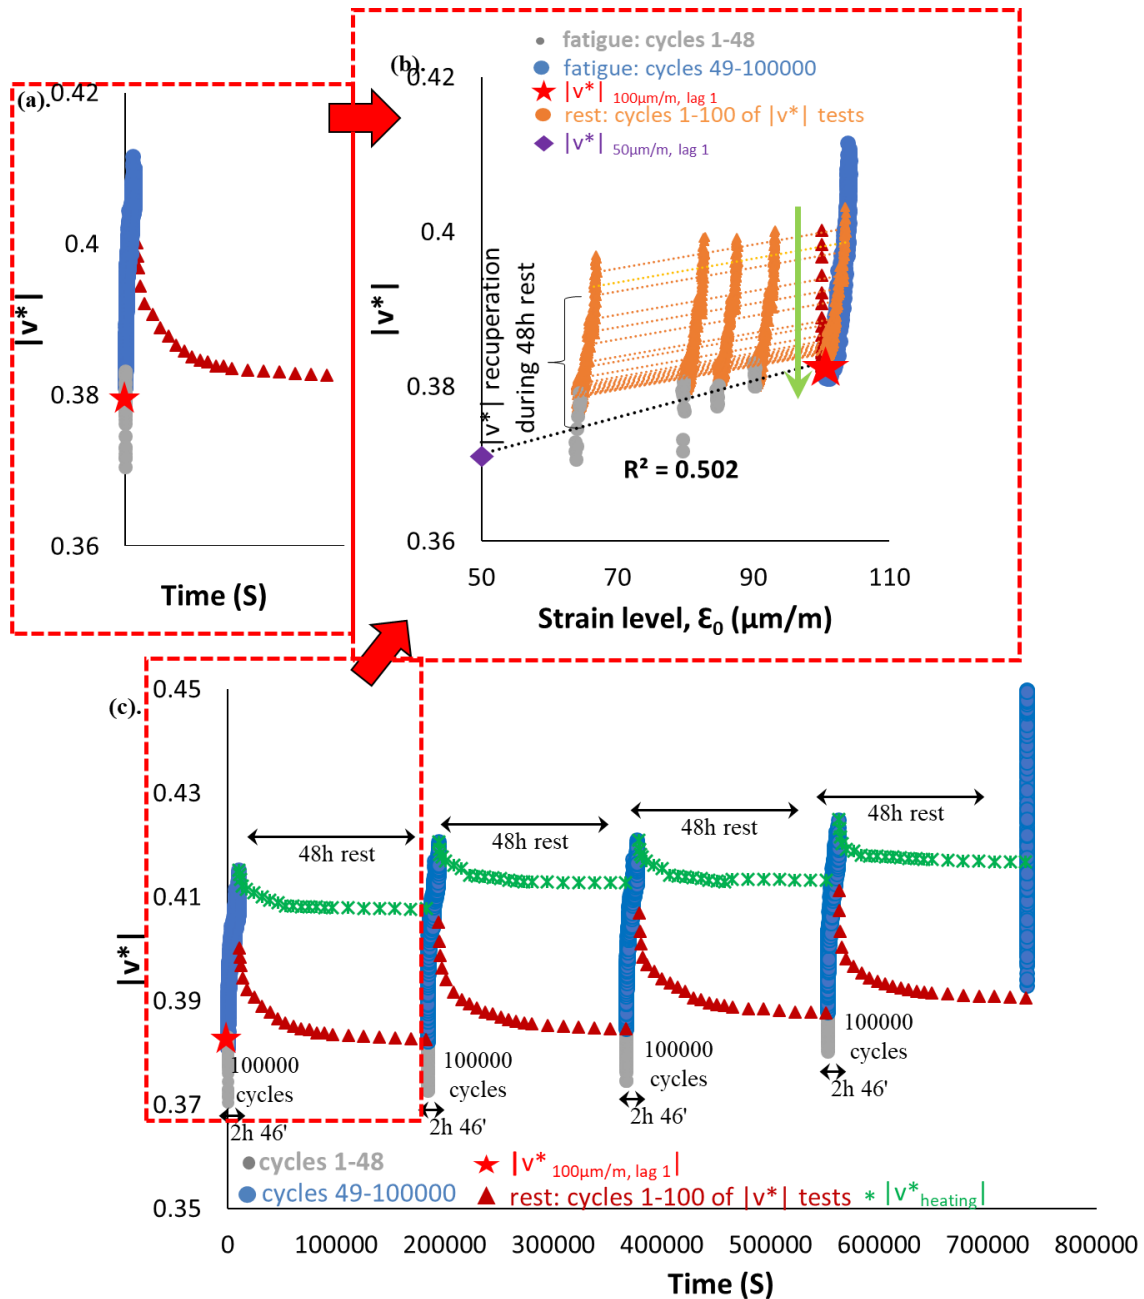 (a).
0.42
0.4
0.38
0.36
|v*|
Time (S)
(b).
fatigue: cycles 1-48
fatigue: cycles 49-100000
|v*| 100µm/m, lag 1
rest: cycles 1-100 of |v*| tests
|v*| 50µm/m, lag 1
0.42
0.4
0.38
0.36
|v*|
|v*| recuperation
during 48h rest
R² = 0.502
50
70
90
110
Strain level, Ɛ0 (µm/m)
(c).
0.45
0.43
0.41
0.39
0.37
0.35
|v*|
48h rest
48h rest
48h rest
48h rest
100000
cycles
2h 46'
100000
cycles
2h 46'
100000
cycles
2h 46'
100000
cycles
2h 46'
cycles 1-48
|v* 100µm/m, lag 1|
cycles 49-100000
rest: cycles 1-100 of |v*| tests
|v*heating|
0
100000
200000
300000
400000
500000
600000
700000
800000
Time (S)